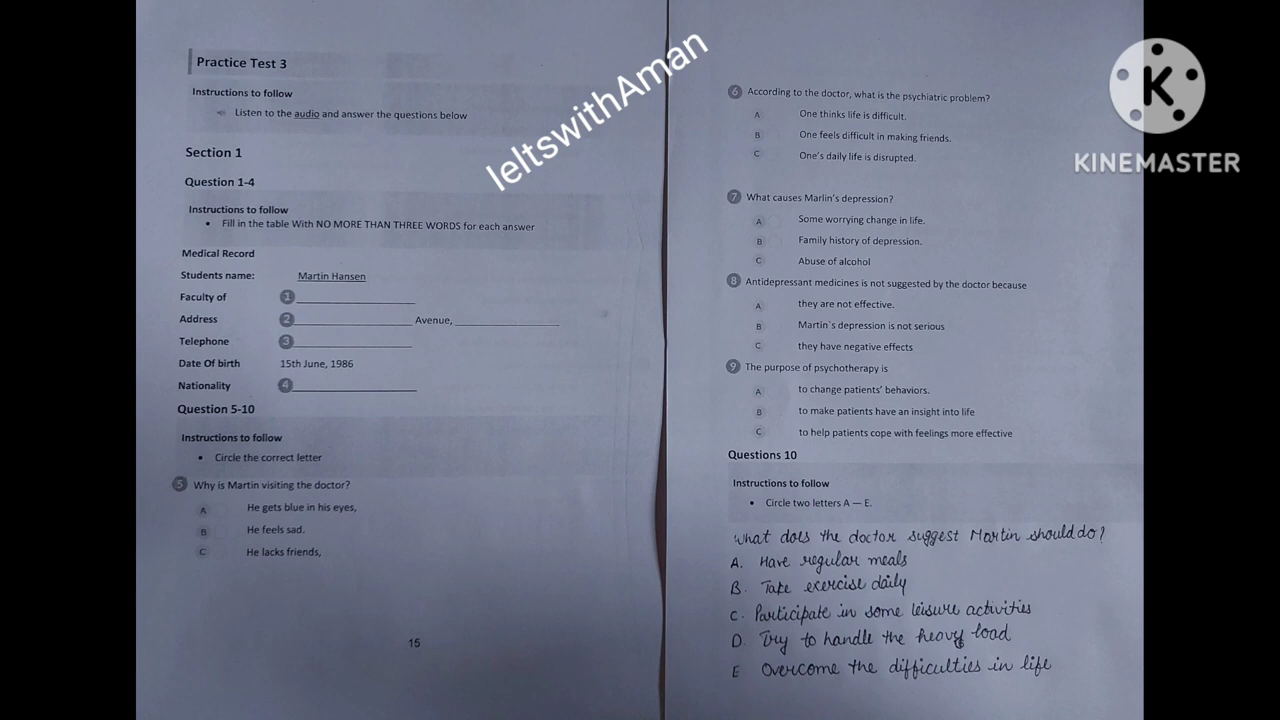 Practice Test 3
Instructions to follow
Listen to the audio and answer the questions below
Section 1
Question 1-4
Instructions to follow
• Fill in the table With NO MORE THAN THREE WORDS for each answer
Medical Record
Students name: Martin Hansen
Faculty of 1 ____________________
Address 2 ____________________ Avenue, __________________
Telephone 3 ____________________
Date Of birth 15th June, 1986
Nationality 4 ____________________
Question 5-10
Instructions to follow
• Circle the correct letter
5 Why is Martin visiting the doctor?
A He gets blue in his eyes,
B He feels sad.
C He lacks friends,
15
IeltswithAman
6 According to the doctor, what is the psychiatric problem?
A One thinks life is difficult.
B One feels difficult in making friends.
C One's daily life is disrupted.
7 What causes Marlin's depression?
A Some worrying change in life.
B Family history of depression.
C Abuse of alcohol
8 Antidepressant medicines is not suggested by the doctor because
A they are not effective.
B Martin`s depression is not serious
C they have negative effects
9 The purpose of psychotherapy is
A to change patients' behaviors.
B to make patients have an insight into life
C to help patients cope with feelings more effective
Questions 10
Instructions to follow
• Circle two letters A — E.
What does the doctor suggest Martin should do?
A. Have regular meals
B. Take exercise daily
C. Participate in some leisure activities
D. Try to handle the heavy load
E Overcome the difficulties in life
K
KINEMASTER